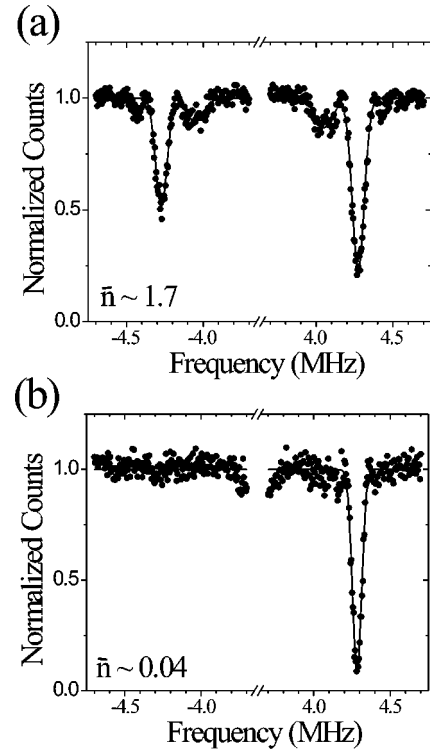 (a)
Normalized Counts
1.0
0.5
0.0
n̄ ~ 1.7
-4.5 -4.0 4.0 4.5
Frequency (MHz)
(b)
Normalized Counts
1.0
0.5
0.0
n̄ ~ 0.04
-4.5 -4.0 4.0 4.5
Frequency (MHz)